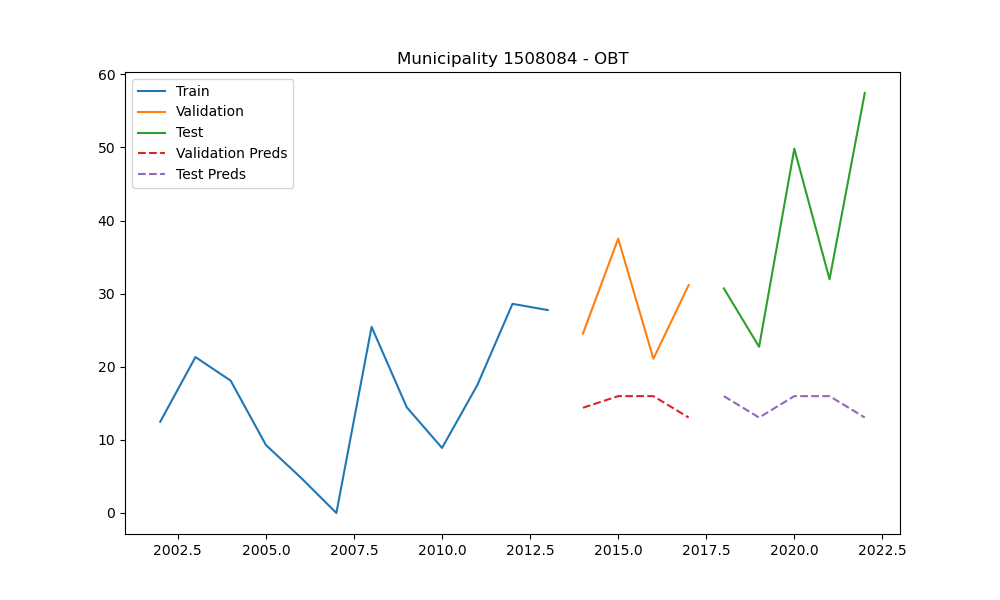 Municipality 1508084 - OBT
Train
Validation
Test
Validation Preds
Test Preds
60
50
40
30
20
10
0
2002.5 2005.0 2007.5 2010.0 2012.5 2015.0 2017.5 2020.0 2022.5